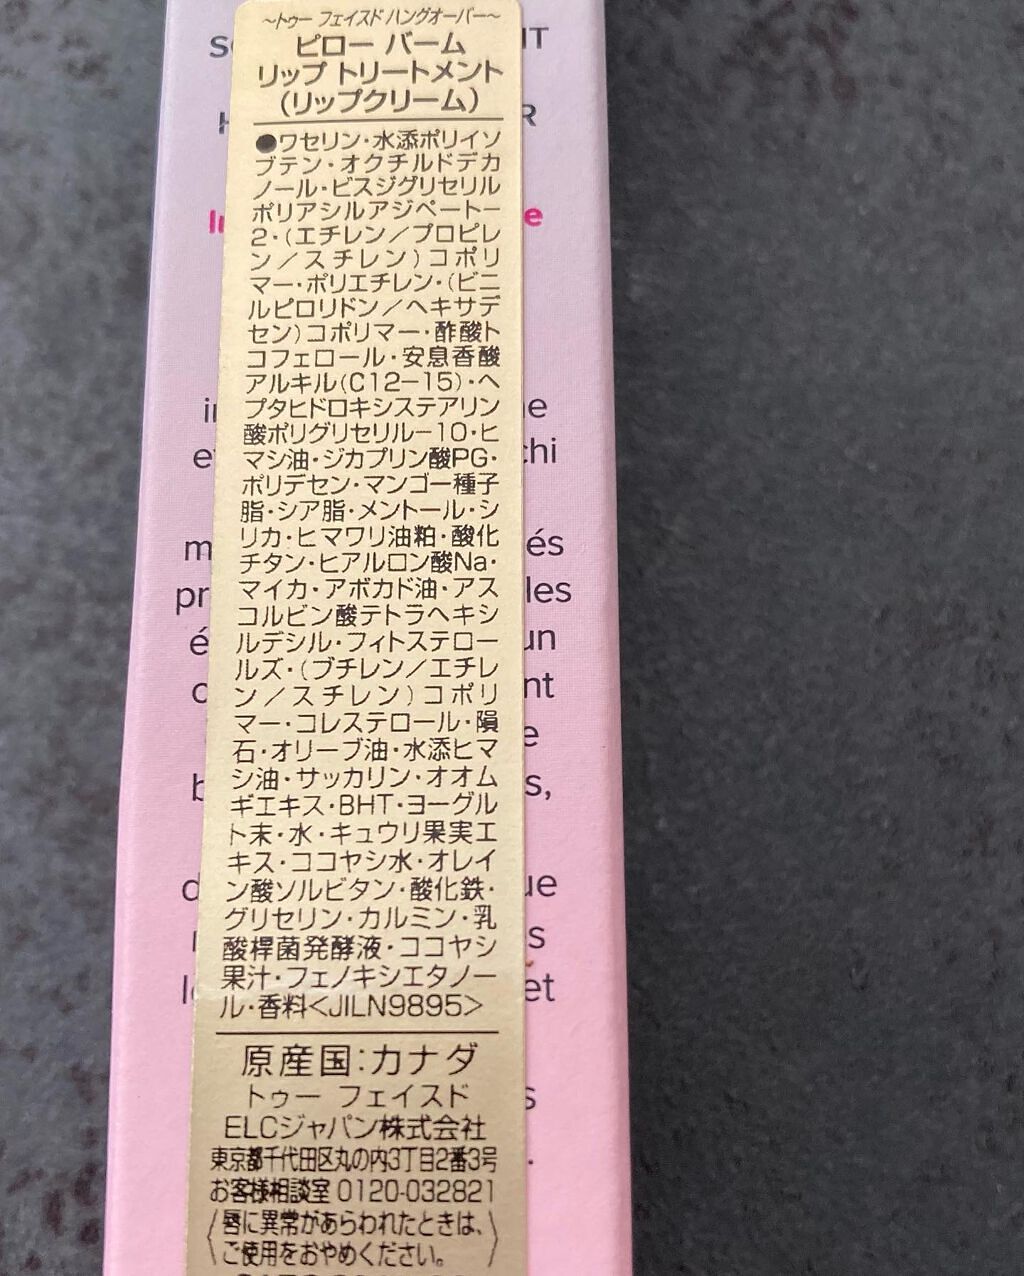 ~トゥー フェイスド ハングオーバー~
ピロー バーム
リップ トリートメント
(リップクリーム)
●ワセリン・水添ポリイソ
ブテン・オクチルドデカ
ノール・ビスジグリセリル
ポリアシルアジペートー
2・(エチレン/プロピレ
ン/スチレン)コポリ
マー・ポリエチレン・(ビニ
ルピロリドン/ヘキサデ
セン)コポリマー・酢酸ト
コフェロール・安息香酸
アルキル(C12-15)・ヘ
プタヒドロキシステアリン
酸ポリグリセリル-10・ヒ
マシ油・ジカプリン酸PG・
ポリデセン・マンゴー種子
脂・シア脂・メントール・シ
リカ・ヒマワリ油粕・酸化
チタン・ヒアルロン酸Na・
マイカ・アボカド油・アス
コルビン酸テトラヘキシ
ルデシル・フィトステロー
ルズ・(ブチレン/エチレ
ン/スチレン)コポリ
マー・コレステロール・隕
石・オリーブ油・水添ヒマ
シ油・サッカリン・オオム
ギエキス・BHT・ヨーグル
ト末・水・キュウリ果実エ
キス・ココヤシ水・オレイ
ン酸ソルビタン・酸化鉄・
グリセリン・カルミン・乳
酸桿菌発酵液・ココヤシ
果汁・フェノキシエタノー
ル・香料<JILN9895>
原産国:カナダ
トゥー フェイスド
ELCジャパン株式会社
東京都千代田区丸の内3丁目2番3号
お客様相談室 0120-032821
唇に異常があらわれたときは、
ご使用をおやめください。